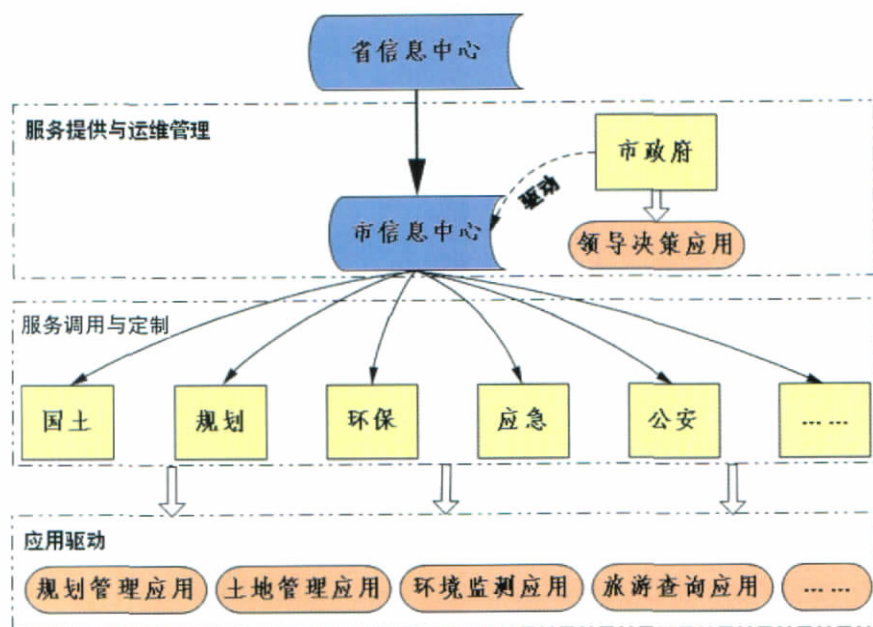 省信息中心
服务提供与运维管理
市政府
驱动
市信息中心
领导决策应用
服务调用与定制
国土
规划
环保
应急
公安
……
应用驱动
规划管理应用
土地管理应用
环境监测应用
旅游查询应用
……